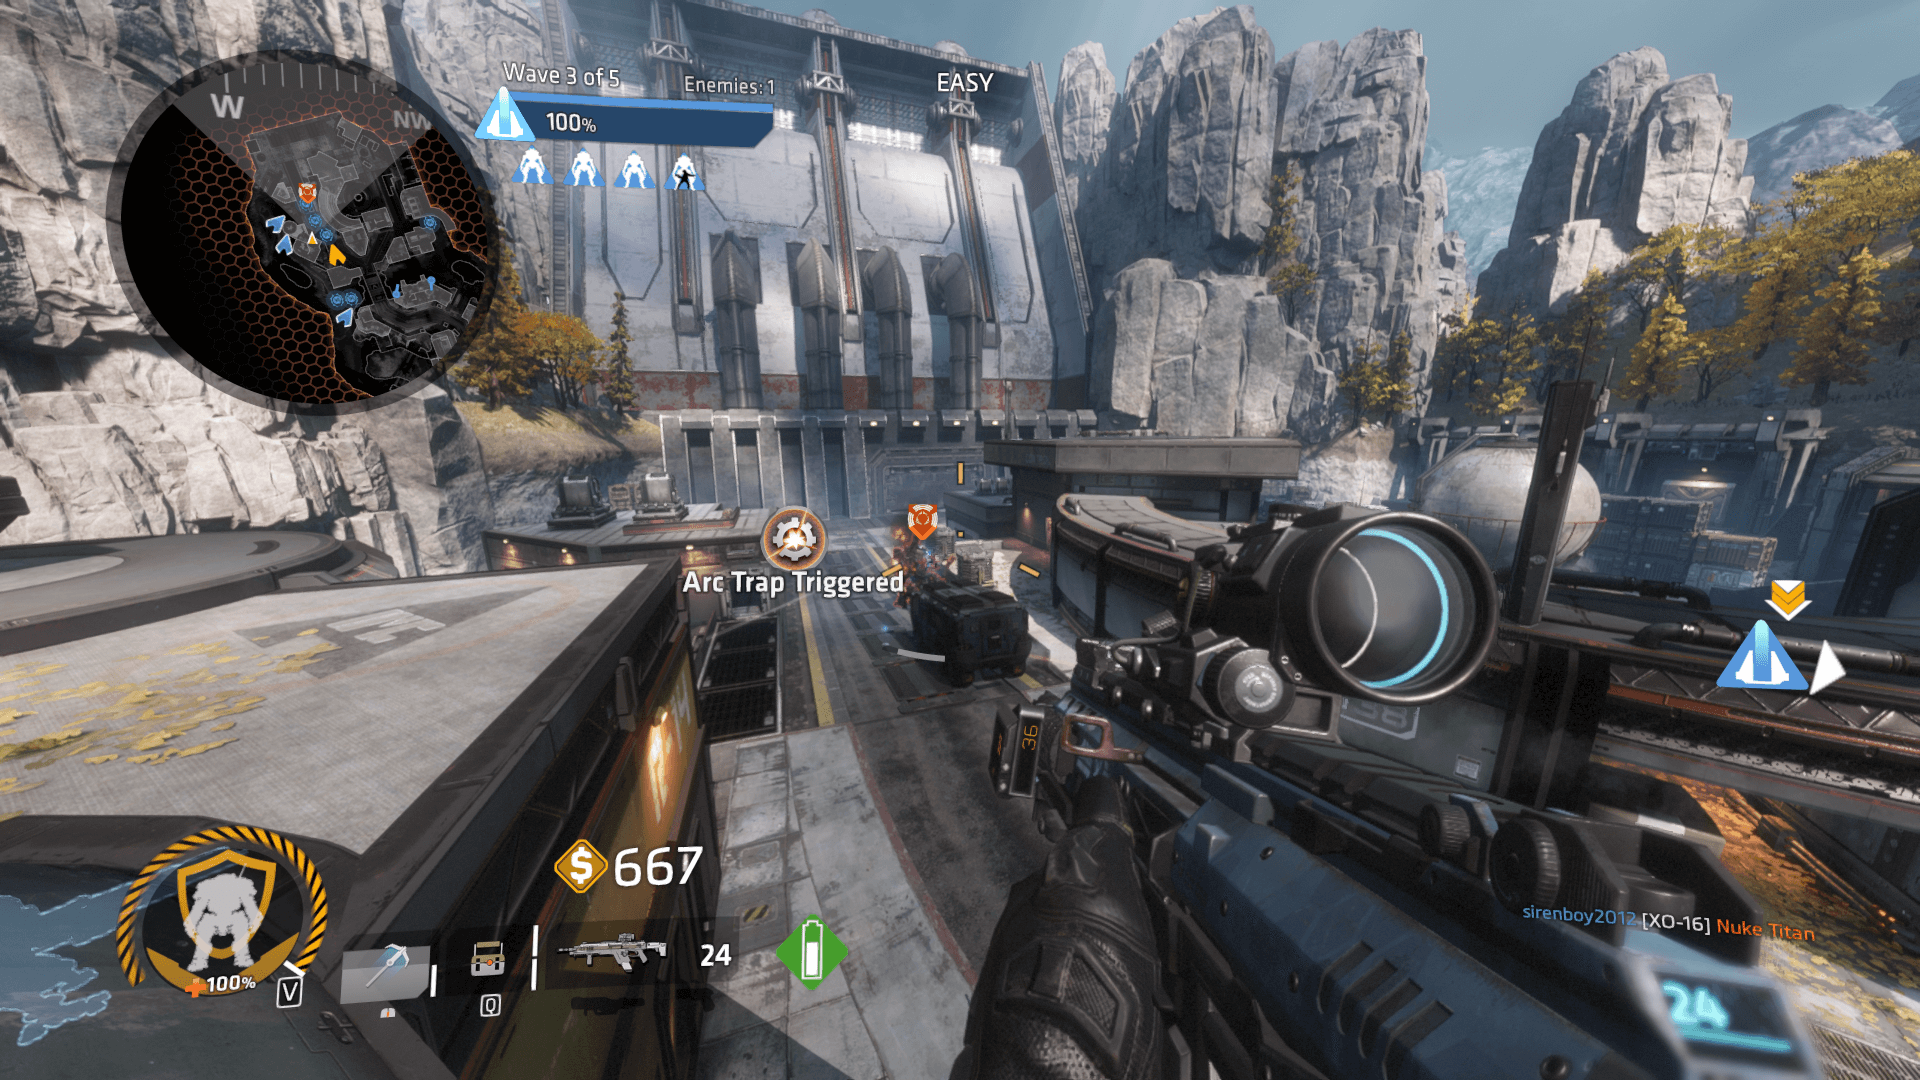 W
NW
Wave 3 of 5
Enemies: 1
EASY
100%
Arc Trap Triggered
36
$ 667
sirenboy2012 [XO-16] Nuke Titan
100%
V
Q
24
24